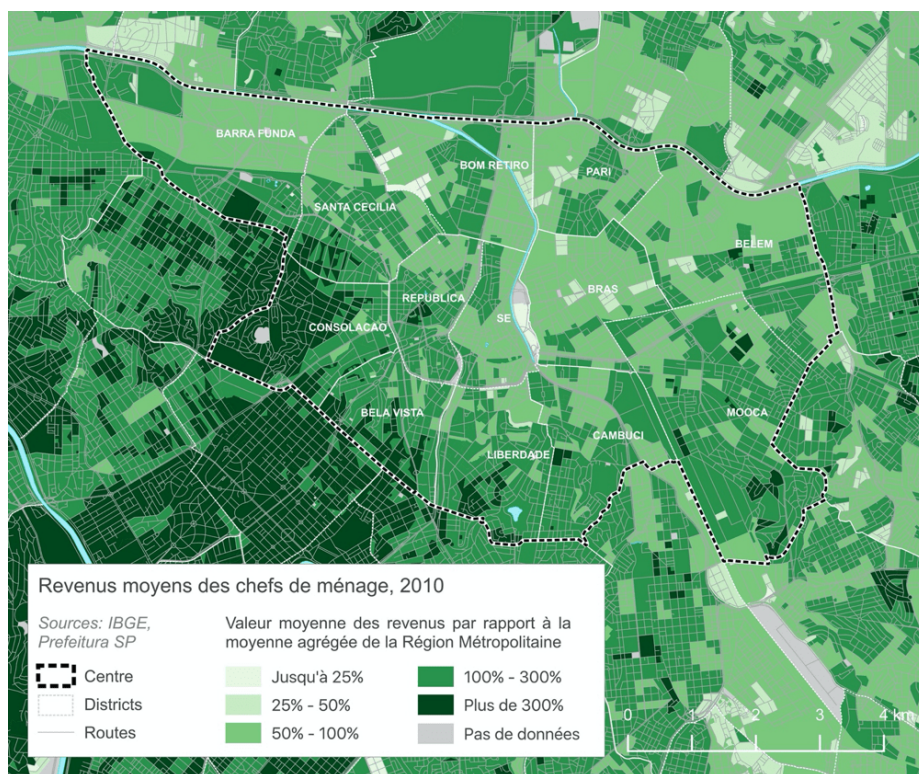 BARRA FUNDA
BOM RETIRO
PARI
SANTA CECILIA
BELEM
REPUBLICA
BRAS
SE
CONSOLACAO
BELA VISTA
MOOCA
CAMBUCI
LIBERDADE
Revenus moyens des chefs de ménage, 2010
Sources: IBGE,
Prefeitura SP
Centre
Districts
Routes
Valeur moyenne des revenus par rapport à la
moyenne agrégée de la Région Métropolitaine
Jusqu'à 25%
25% - 50%
50% - 100%
100% - 300%
Plus de 300%
Pas de données
0 1 2 3 4 km